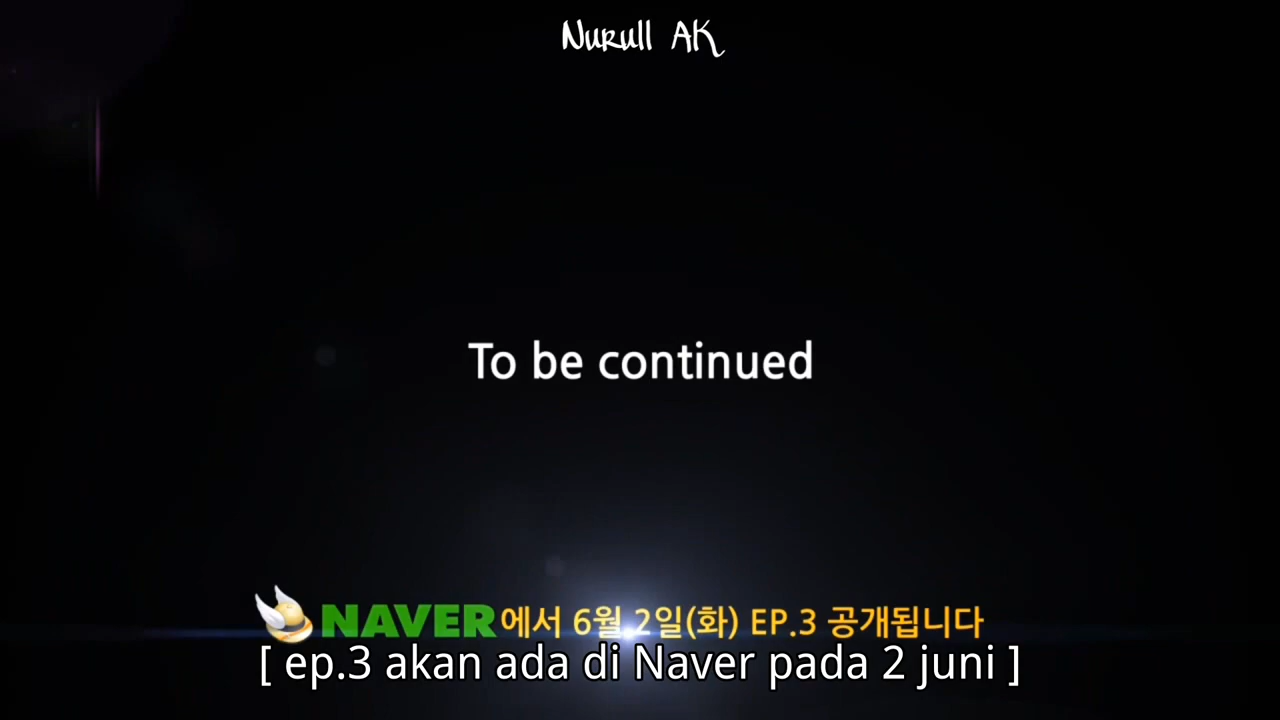 Nurull AK
To be continued
NAVER에서 6월 2일(화) EP.3 공개됩니다
[ ep.3 akan ada di Naver pada 2 juni ]